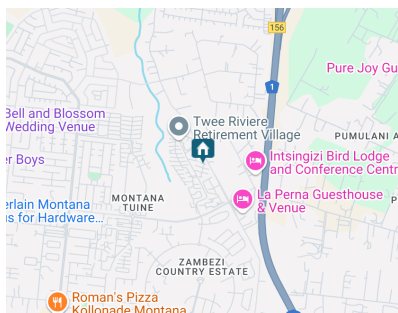 156
1
Pure Joy Gu
Bell and Blossom
Wedding Venue
Twee Riviere
Retirement Village
PUMULANI A
er Boys
Intsingizi Bird Lodge
and Conference Centr
MONTANA
TUINE
La Perna Guesthouse
& Venue
P
erlain Montana
us for Hardware...
ZAMBEZI
COUNTRY ESTATE
Roman's Pizza
Kollonade Montana